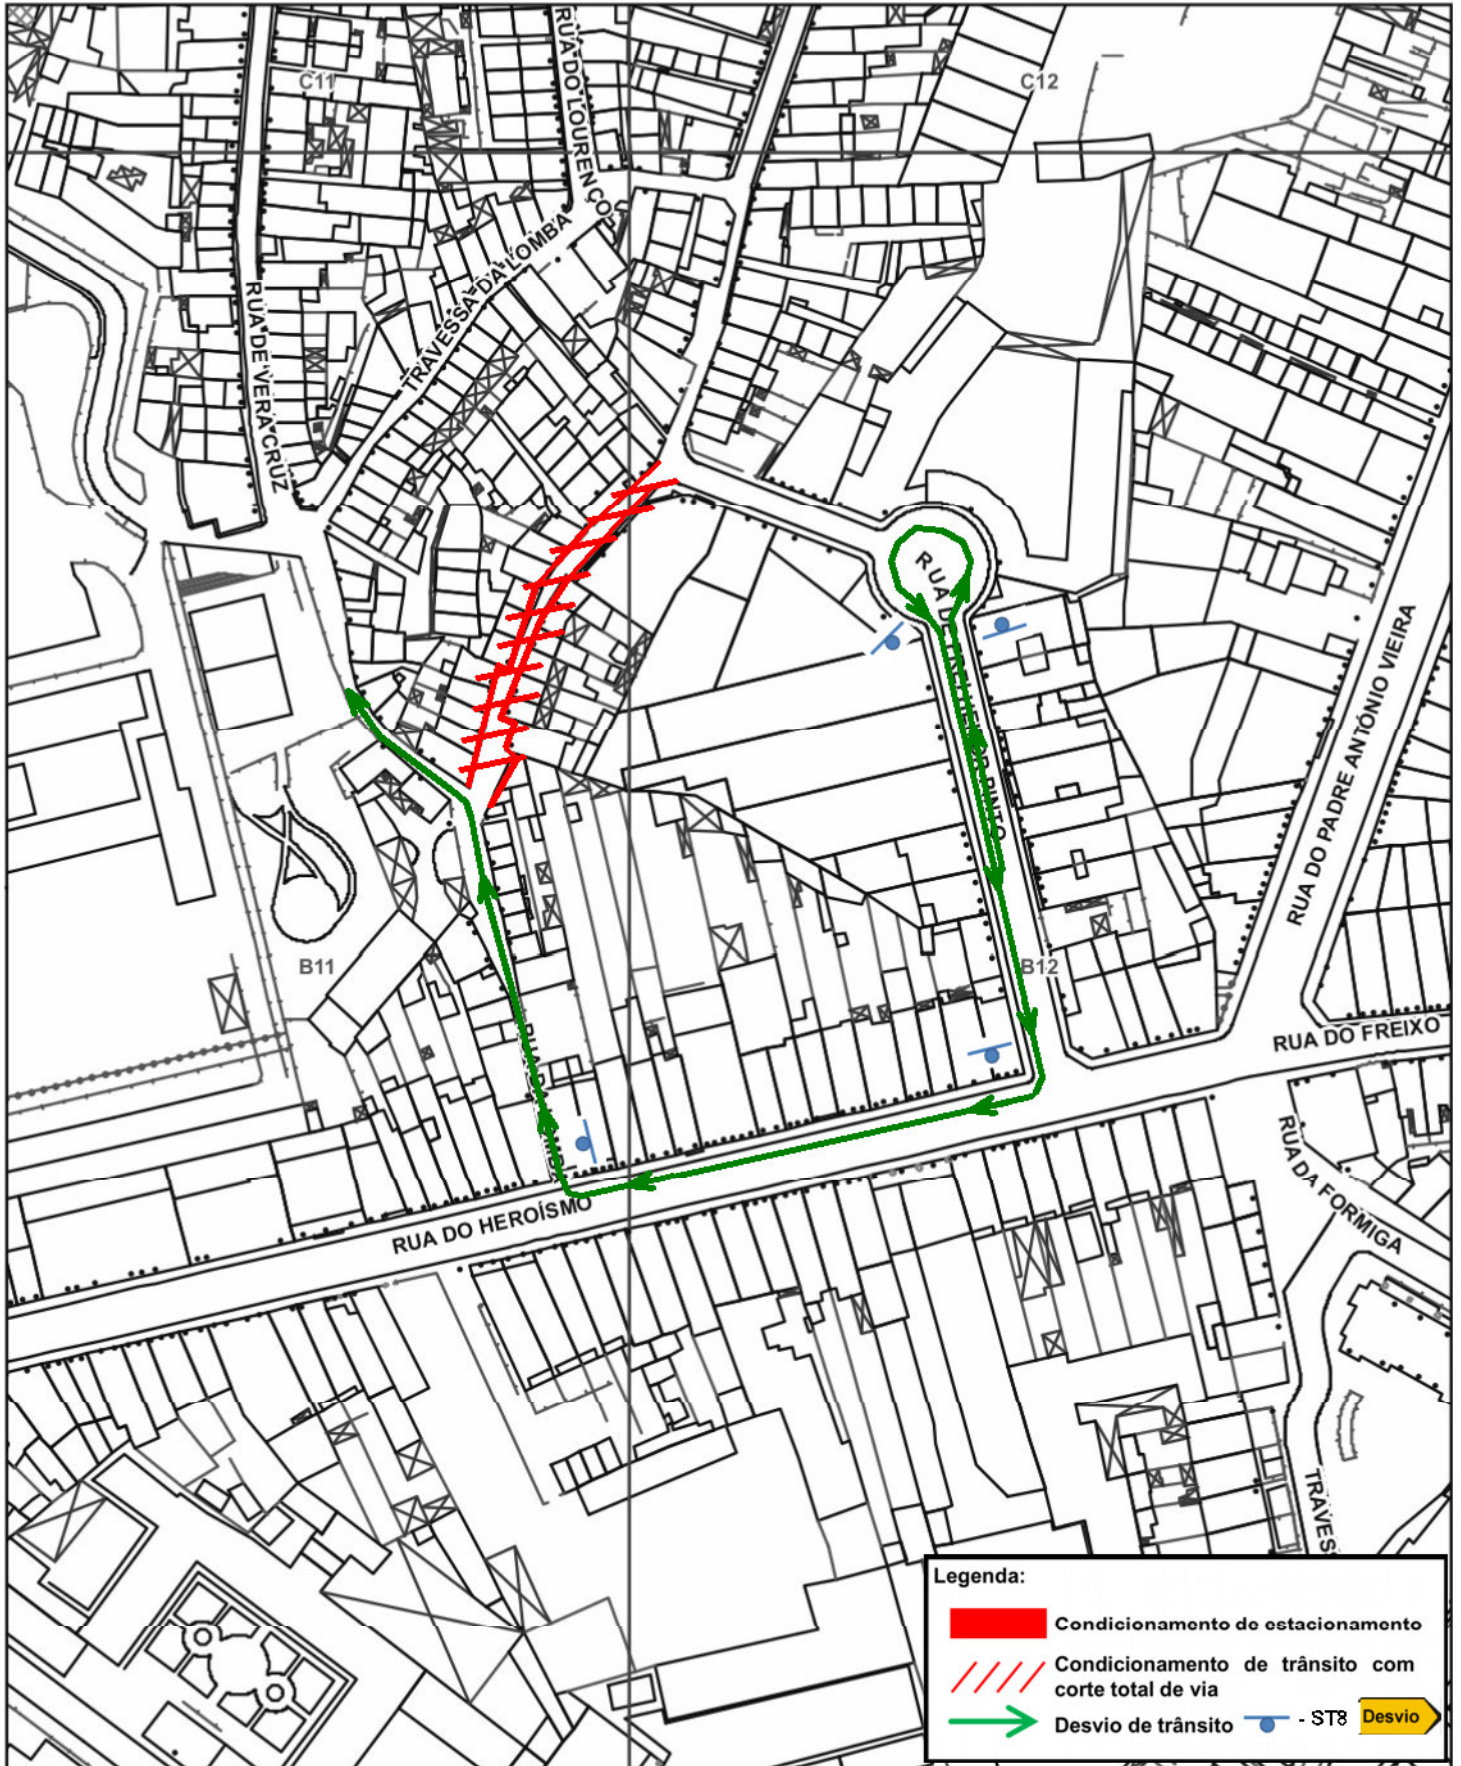 C11
RUA DO LOURENÇO
C12
TRAVESSA DA LOMBA
RUA DE VERA CRUZ
RUA DO PADRE ANTÓNIO VIEIRA
RUA
PINTO
B11
B12
RUA DO FREIXO
RUA DO HEROÍSMO
RUA DA FORMIGA
TRAVES
Legenda:
Condicionamento de estacionamento
Condicionamento de trânsito com
corte total de via
Desvio de trânsito - ST8 Desvio